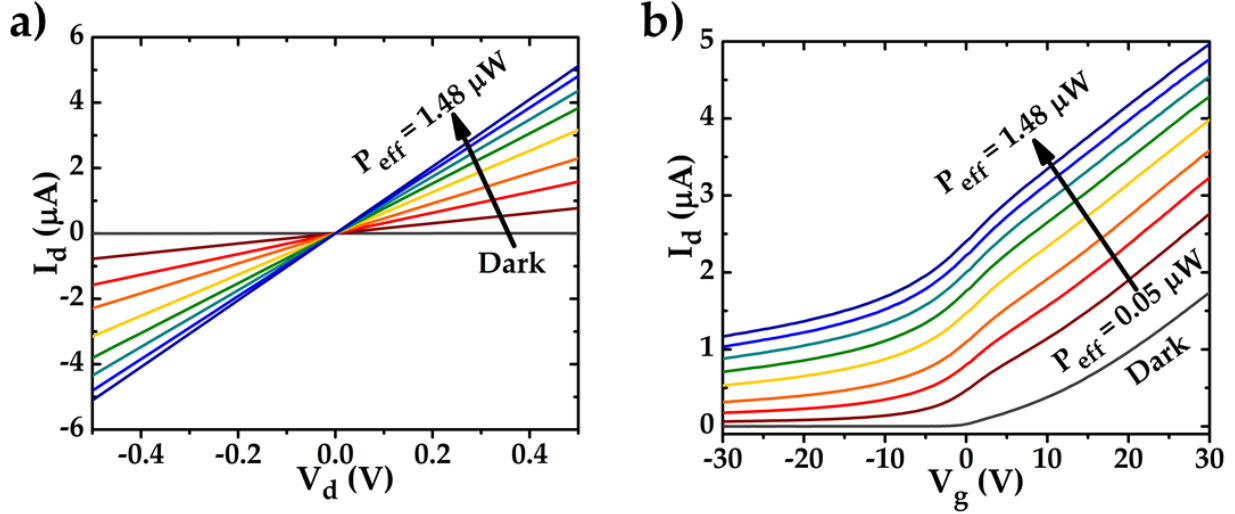 a)
I_d (μA)
6
4
2
0
-2
-4
-6
P_eff = 1.48 μW
Dark
-0.4
-0.2
0.0
0.2
0.4
V_d (V)
b)
I_d (μA)
5
4
3
2
1
0
P_eff = 1.48 μW
P_eff = 0.05 μW
Dark
-30
-20
-10
0
10
20
30
V_g (V)